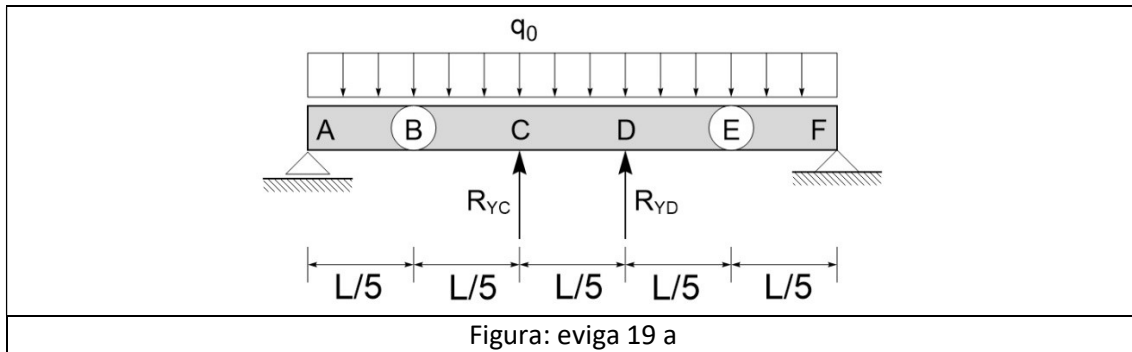 q0
A B C D E F
RYC RYD
L/5 L/5 L/5 L/5 L/5
Figura: eviga 19 a